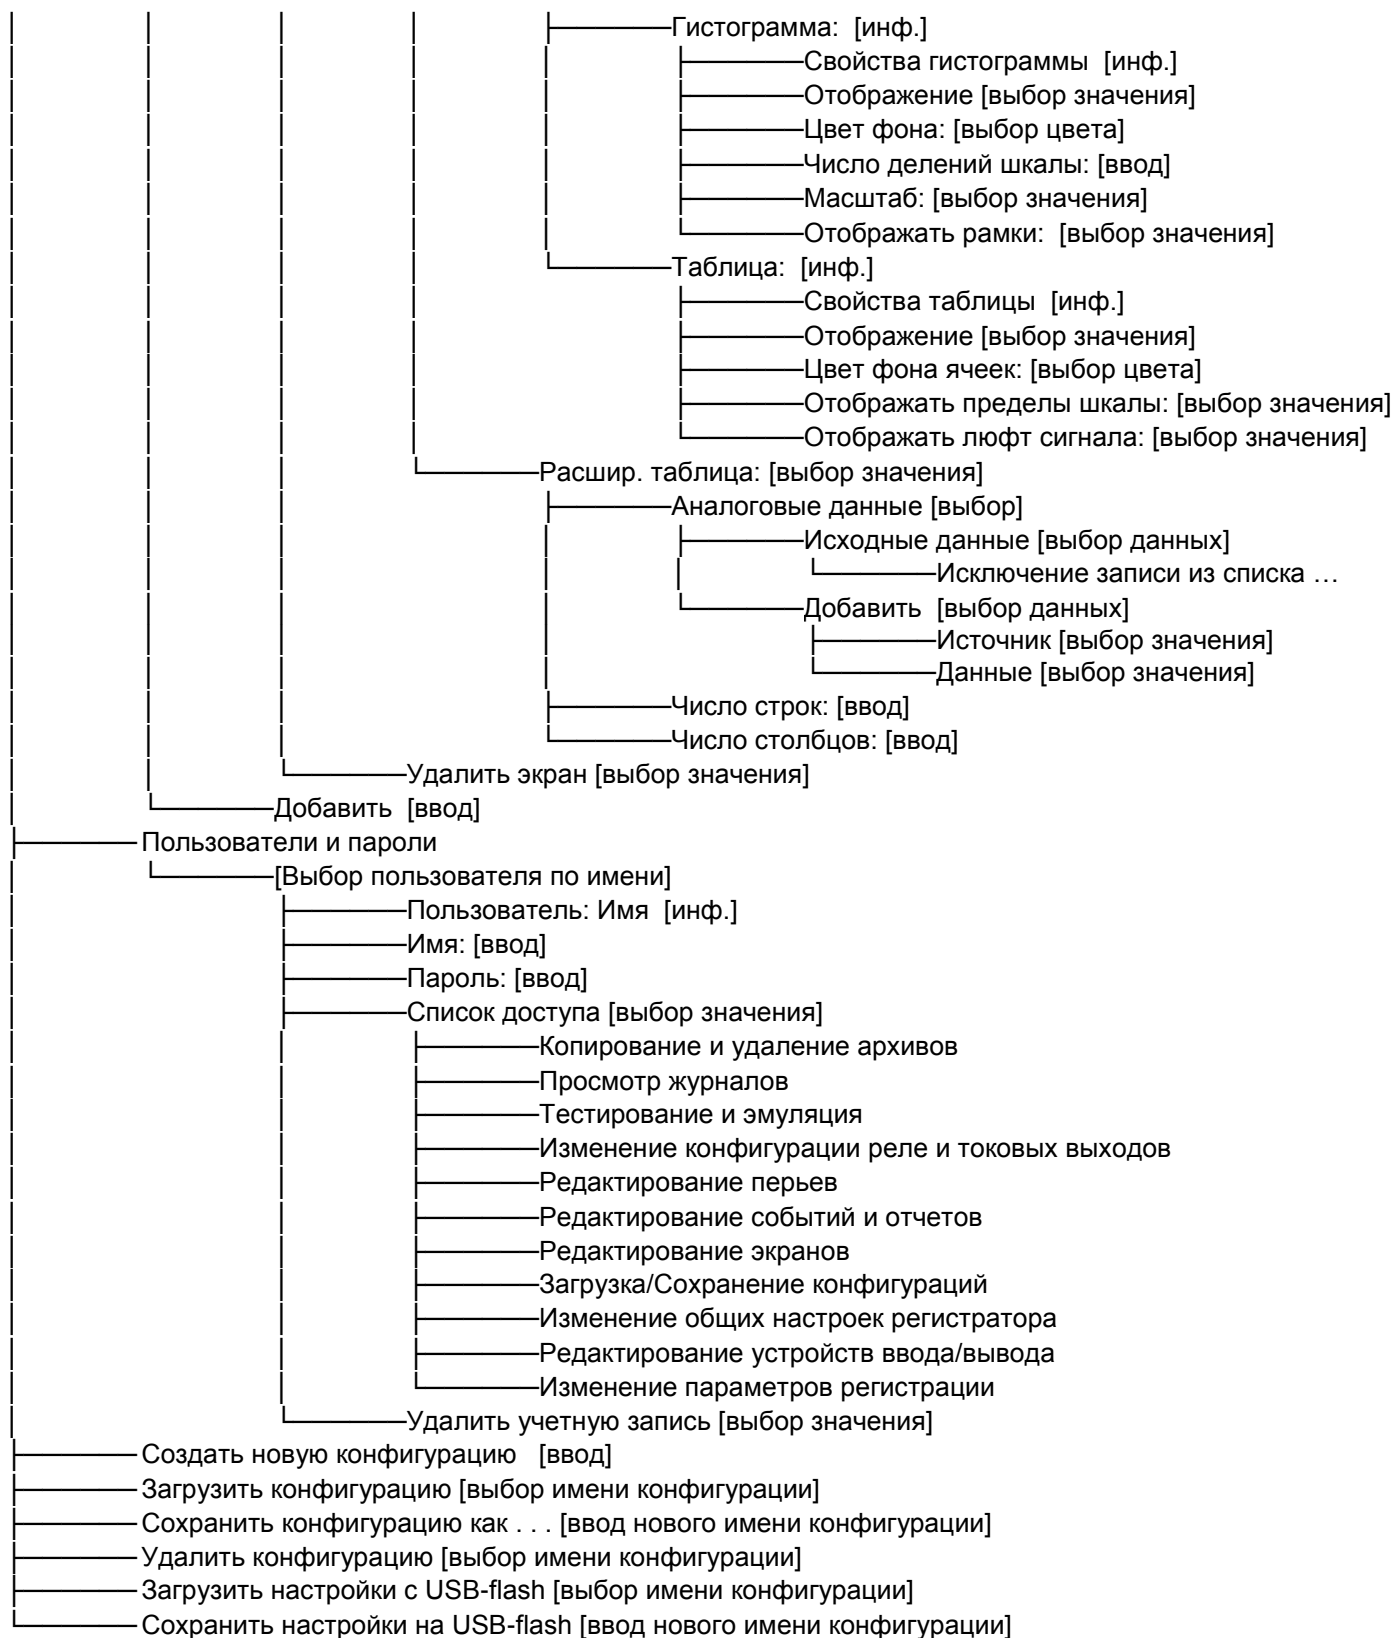 Гистограмма: [инф.]
Свойства гистограммы [инф.]
Отображение [выбор значения]
Цвет фона: [выбор цвета]
Число делений шкалы: [ввод]
Масштаб: [выбор значения]
Отображать рамки: [выбор значения]
Таблица: [инф.]
Свойства таблицы [инф.]
Отображение [выбор значения]
Цвет фона ячеек: [выбор цвета]
Отображать пределы шкалы: [выбор значения]
Отображать люфт сигнала: [выбор значения]
Расшир. таблица: [выбор значения]
Аналоговые данные [выбор]
Исходные данные [выбор данных]
Исключение записи из списка …
Добавить [выбор данных]
Источник [выбор значения]
Данные [выбор значения]
Число строк: [ввод]
Число столбцов: [ввод]
Удалить экран [выбор значения]
Добавить [ввод]
Пользователи и пароли
[Выбор пользователя по имени]
Пользователь: Имя [инф.]
Имя: [ввод]
Пароль: [ввод]
Список доступа [выбор значения]
Копирование и удаление архивов
Просмотр журналов
Тестирование и эмуляция
Изменение конфигурации реле и токовых выходов
Редактирование перьев
Редактирование событий и отчетов
Редактирование экранов
Загрузка/Сохранение конфигураций
Изменение общих настроек регистратора
Редактирование устройств ввода/вывода
Изменение параметров регистрации
Удалить учетную запись [выбор значения]
Создать новую конфигурацию [ввод]
Загрузить конфигурацию [выбор имени конфигурации]
Сохранить конфигурацию как . . . [ввод нового имени конфигурации]
Удалить конфигурацию [выбор имени конфигурации]
Загрузить настройки с USB-flash [выбор имени конфигурации]
Сохранить настройки на USB-flash [ввод нового имени конфигурации]